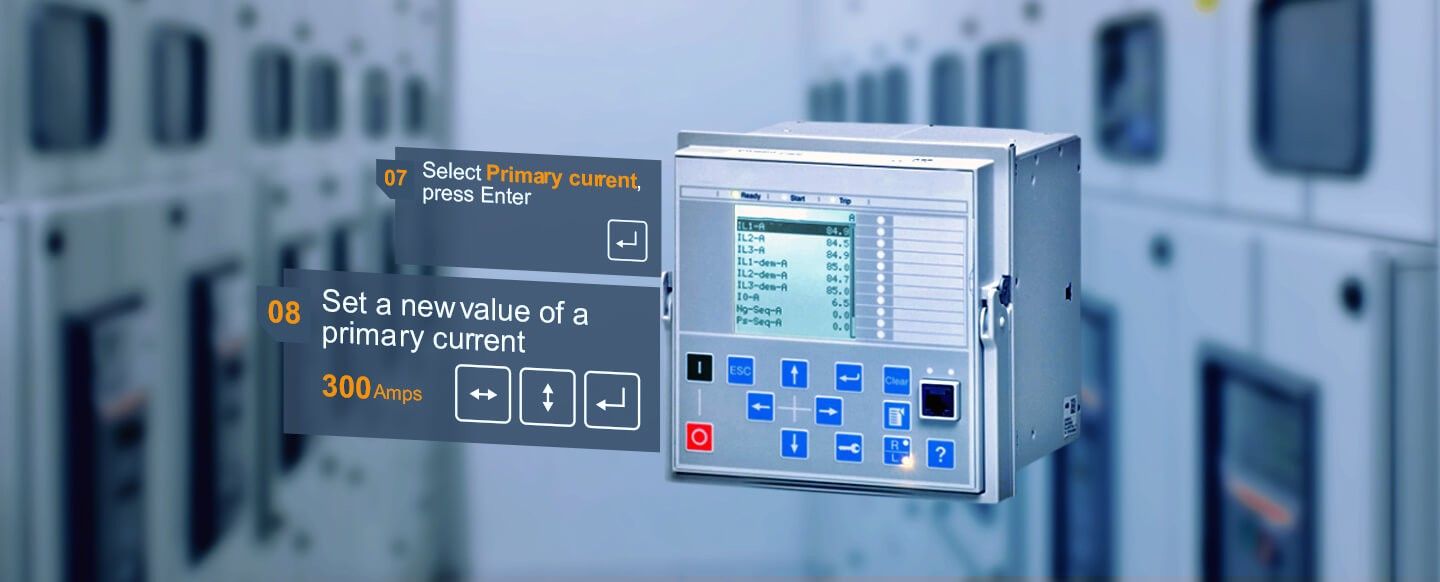 07
Select Primary current,
press Enter
08
Set a new value of a
primary current
300 Amps
Ready
Start
Trip
A
IL1-A 84.9
IL2-A 84.5
IL3-A 84.9
IL1-dem-A 85.0
IL2-dem-A 84.7
IL3-dem-A 85.0
I0-A 6.5
Ng-Seq-A 0.0
Ps-Seq-A 0.0
I
ESC
Clear
O
R
L
?